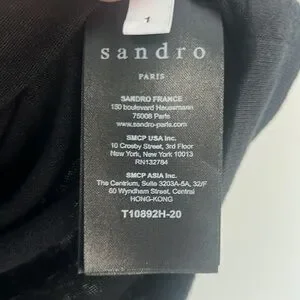 1
sandro
PARIS
SANDRO FRANCE
150 boulevard Haussmann
75008 Paris
www.sandro-paris.com
SMCP USA Inc.
10 Crosby Street, 3rd Floor
New York, New York 10013
RN132784
SMCP ASIA Inc.
The Centrium, Suite 3203A-5A, 32/F
60 Wyndham Street, Central
HONG-KONG
T10892H-20